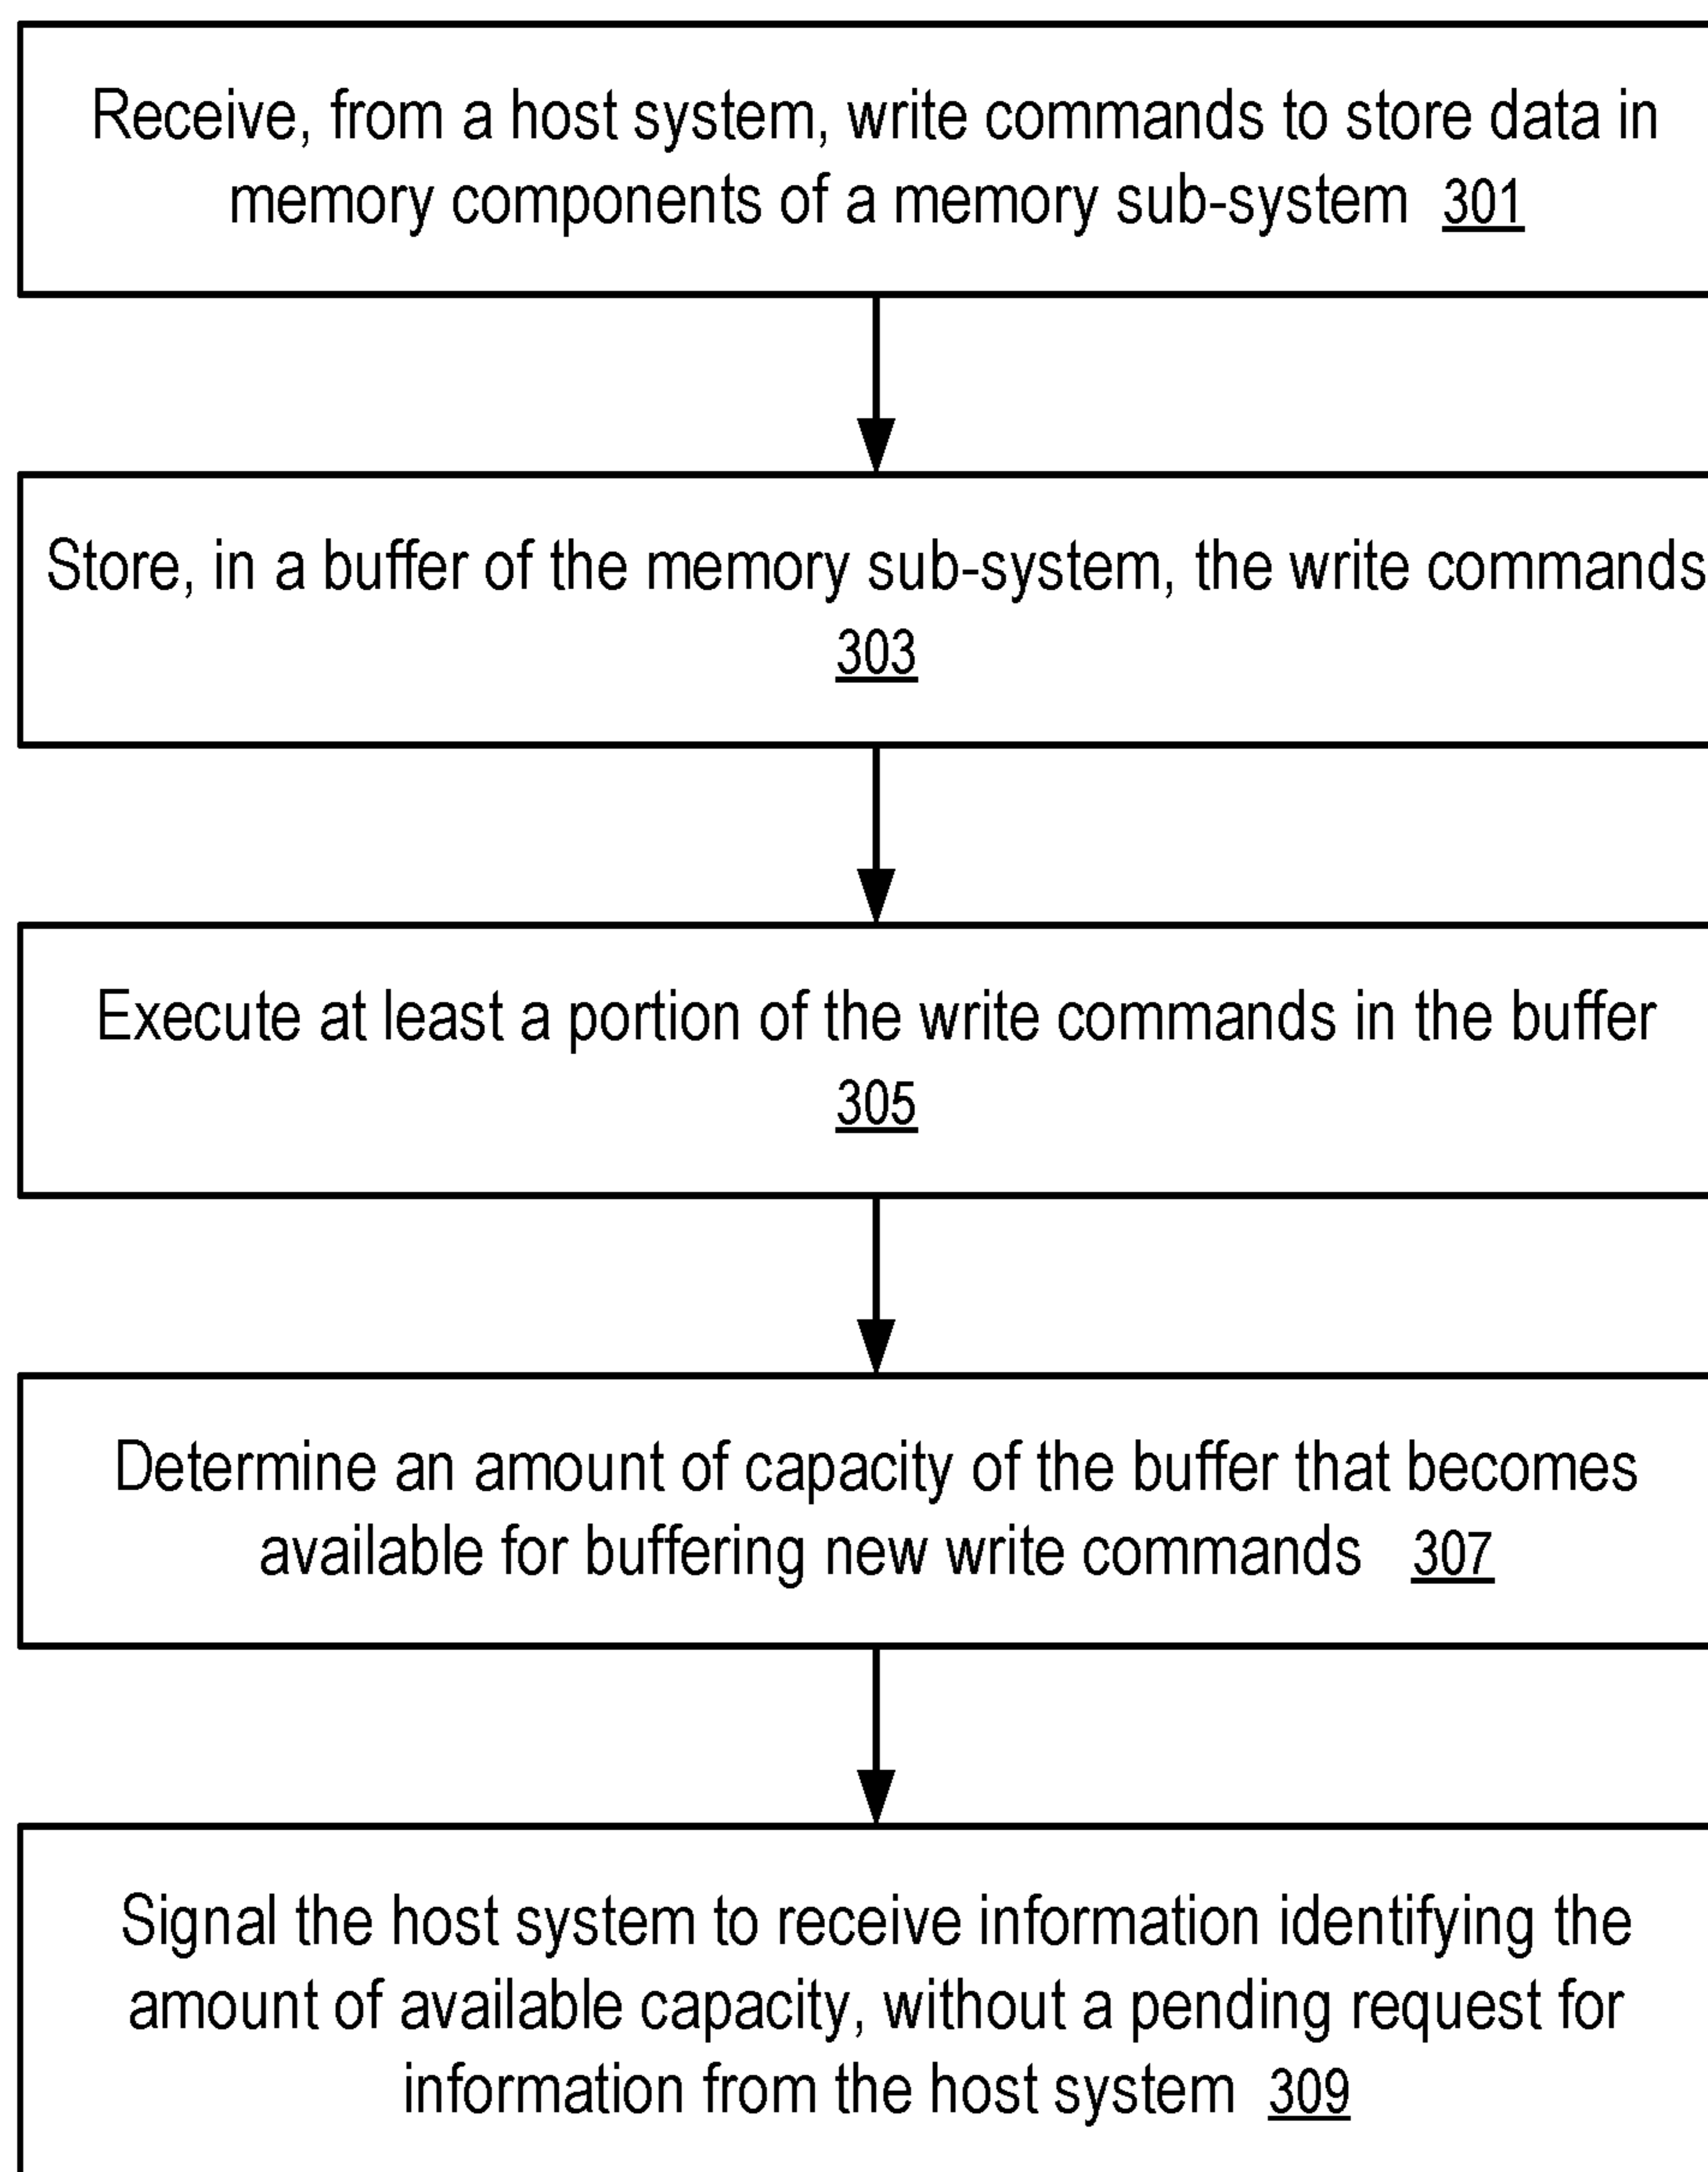 Receive, from a host system, write commands to store data in
memory components of a memory sub-system 301
Store, in a buffer of the memory sub-system, the write commands
303
Execute at least a portion of the write commands in the buffer
305
Determine an amount of capacity of the buffer that becomes
available for buffering new write commands 307
Signal the host system to receive information identifying the
amount of available capacity, without a pending request for
information from the host system 309